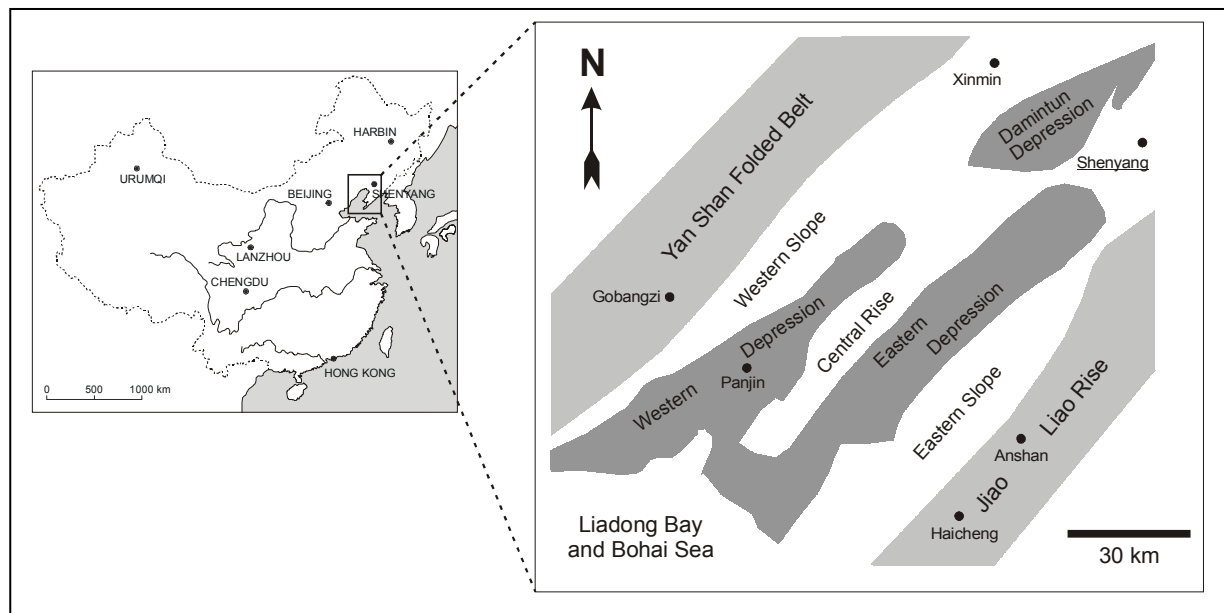 HARBIN
URUMQI
BEIJING
SHENYANG
LANZHOU
CHENGDU
HONG KONG
0 500 1000 km
N
Yan Shan Folded Belt
Xinmin
Damintun
Depression
Shenyang
Western Slope
Gobangzi
Western Depression
Panjin
Central Rise
Eastern Depression
Eastern Slope
Jiao Liao Rise
Anshan
Haicheng
Liadong Bay
and Bohai Sea
30 km